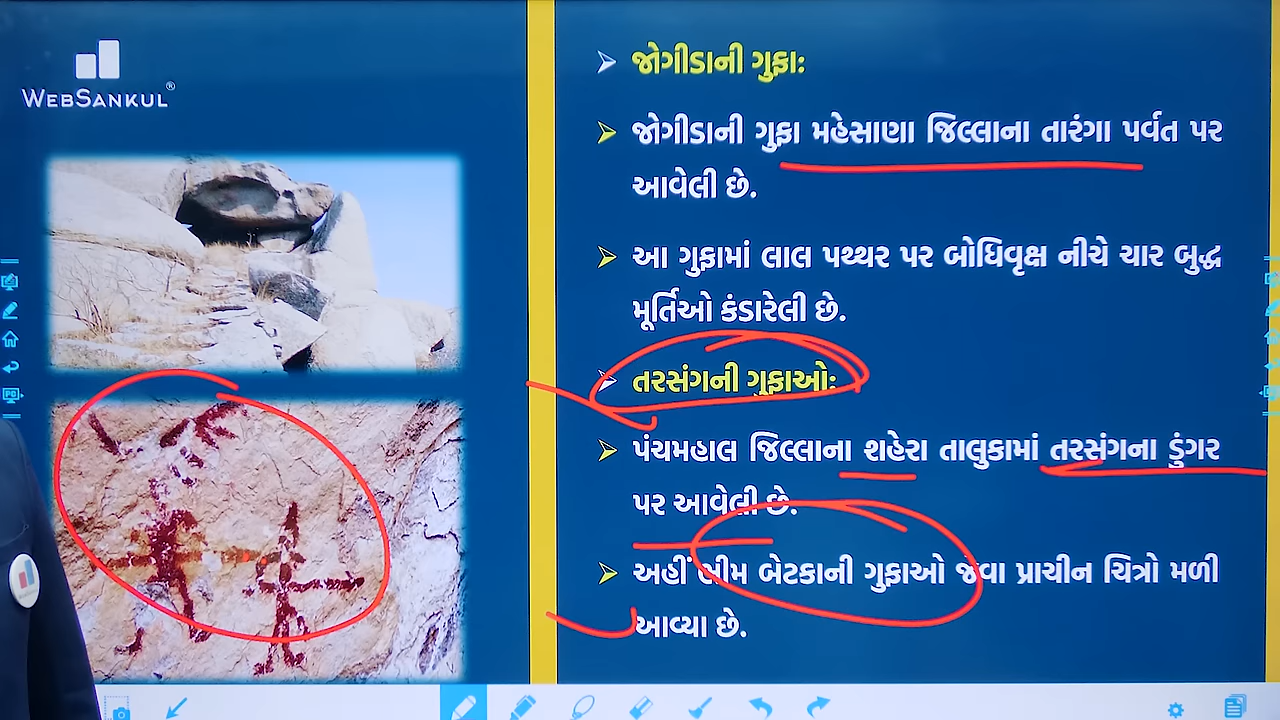 WEBSANKUL®
જોગીડાની ગુફા:
જોગીડાની ગુફા મહેસાણા જિલ્લાના તારંગા પર્વત પર
આવેલી છે.
આ ગુફામાં લાલ પથ્થર પર બોધિવૃક્ષ નીચે ચાર બુદ્ધ
મૂર્તિઓ કંડારેલી છે.
તરસંગની ગુફાઓ:
પંચમહાલ જિલ્લાના શહેરા તાલુકામાં તરસંગના ડુંગર
પર આવેલી છે.
અહીં ભીમ બેટકાની ગુફાઓ જેવા પ્રાચીન ચિત્રો મળી
આવ્યા છે.